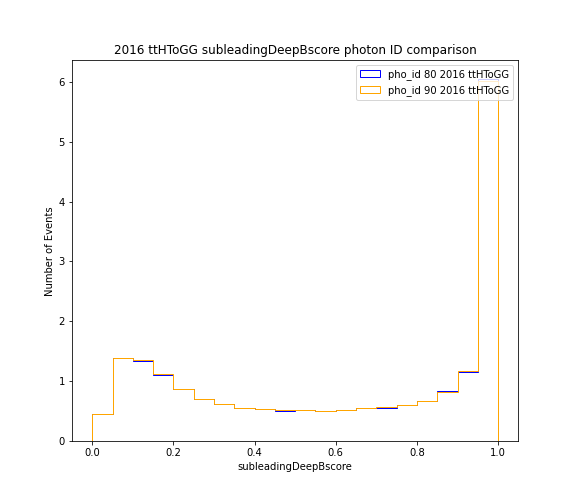 2016 ttHToGG subleadingDeepBscore photon ID comparison
pho_id 80 2016 ttHToGG
pho_id 90 2016 ttHToGG
Number of Events
6
5
4
3
2
1
0
0.0 0.2 0.4 0.6 0.8 1.0
subleadingDeepBscore